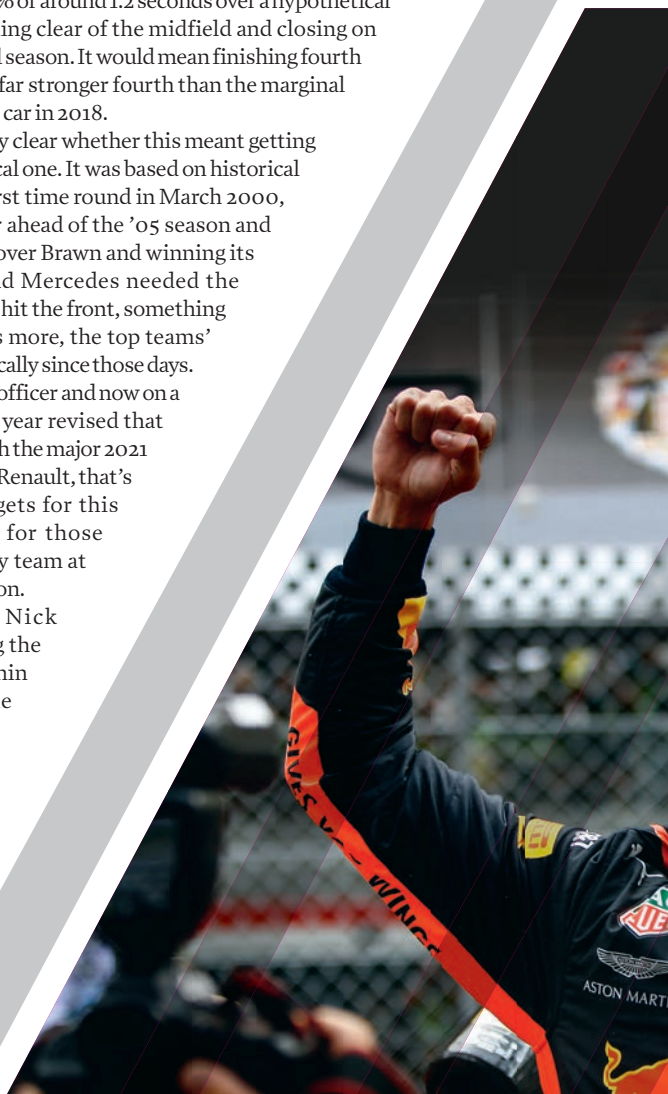 % of around 1.2 seconds over a hypothetical
ing clear of the midfield and closing on
season. It would mean finishing fourth
far stronger fourth than the marginal
car in 2018.
y clear whether this meant getting
cal one. It was based on historical
rst time round in March 2000,
ahead of the ’05 season and
over Brawn and winning its
d Mercedes needed the
hit the front, something
s more, the top teams’
cally since those days.
officer and now on a
year revised that
h the major 2021
Renault, that’s
gets for this
for those
y team at
on.
Nick
g the
hin
e
GIVES YOU WINGS
ASTON MARTI